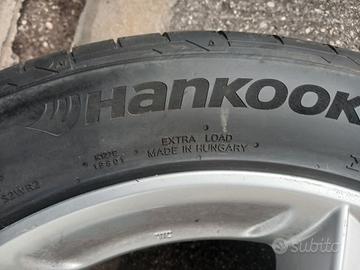 Hankook
EXTRA LOAD
MADE IN HUNGARY
subito